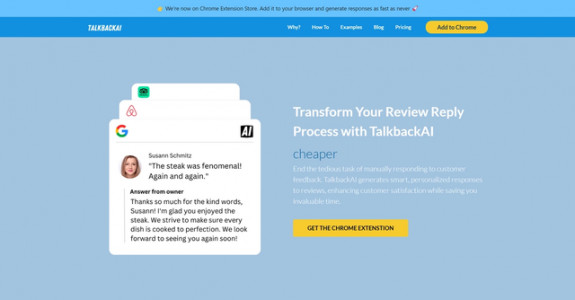 👉 We're now on Chrome Extension Store. Add it to your browser and generate responses as fast as never 🚀
TALKBACKAI
Why?
How To
Examples
Blog
Pricing
Add to Chrome
Google
AI
Susann Schmitz
"The steak was fenomenal!
Again and again."
Answer from owner
Thanks so much for the kind words,
Susann! I'm glad you enjoyed the
steak. We strive to make sure every
dish is cooked to perfection. We look
forward to seeing you again soon!
Transform Your Review Reply
Process with TalkbackAI
cheaper
End the tedious task of manually responding to customer
feedback. TalkbackAI generates smart, personalized responses
to reviews, enhancing customer satisfaction while saving you
invaluable time.
GET THE CHROME EXTENSTION